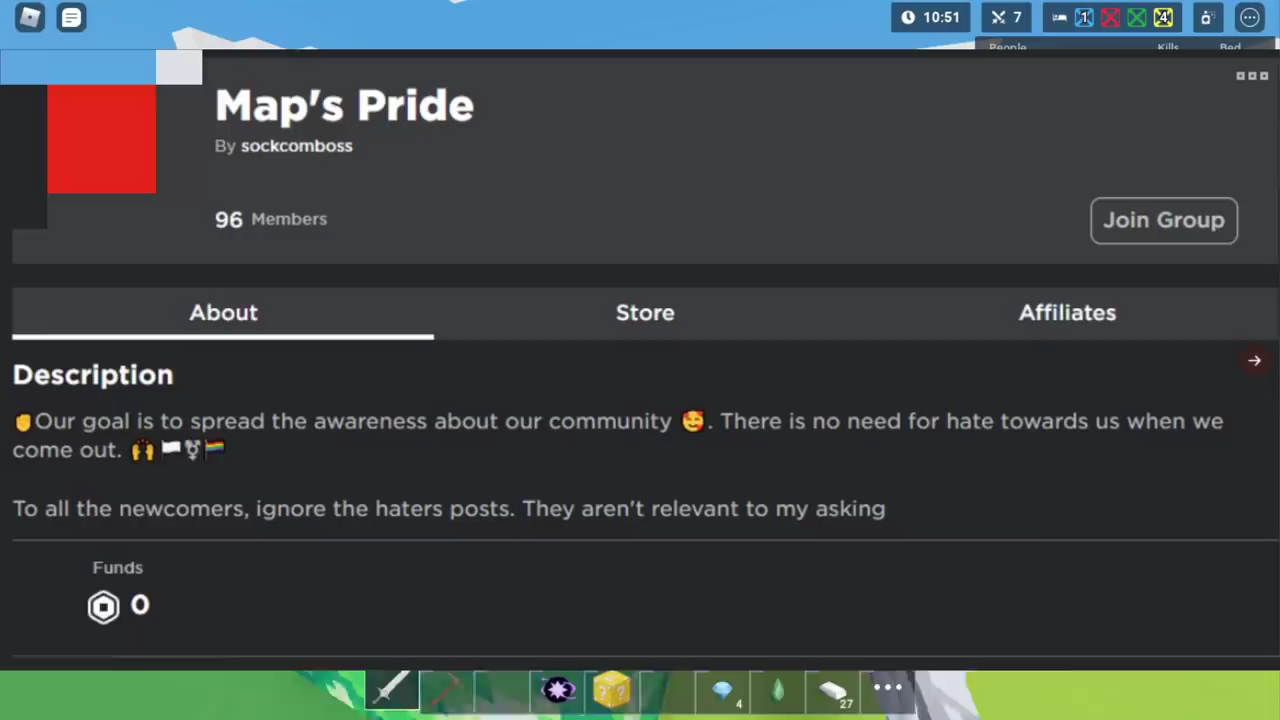 10:51
7
1
4
People Kills Bed
Map's Pride
By sockcomboss
96 Members
Join Group
About
Store
Affiliates
Description
✊Our goal is to spread the awareness about our community 🥰. There is no need for hate towards us when we
come out. 🙌🏳️⚧🏳️‍🌈
To all the newcomers, ignore the haters posts. They aren't relevant to my asking
Funds
0
4
27